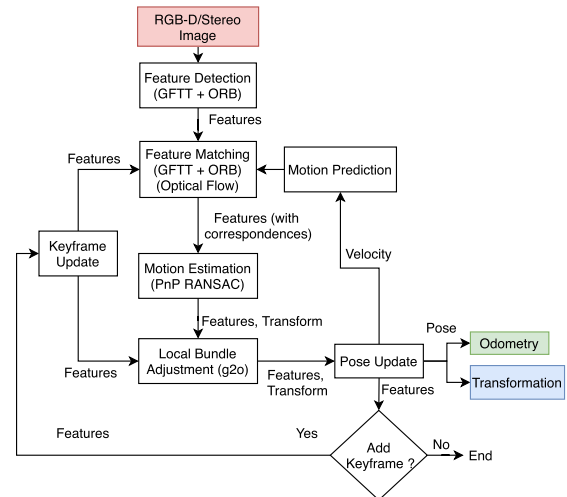 RGB-D/Stereo
Image
Feature Detection
(GFTT + ORB)
Features
Features
Feature Matching
(GFTT + ORB)
(Optical Flow)
Motion Prediction
Features (with
correspondences)
Keyframe
Update
Motion Estimation
(PnP RANSAC)
Velocity
Features, Transform
Local Bundle
Adjustment (g2o)
Features
Features,
Transform
Pose Update
Pose
Odometry
Transformation
Features
Features
Yes
Add
Keyframe ?
No
End